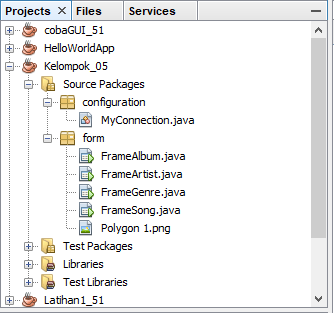 Projects Files Services
cobaGUI_51
HelloWorldApp
Kelompok_05
Source Packages
configuration
MyConnection.java
form
FrameAlbum.java
FrameArtist.java
FrameGenre.java
FrameSong.java
Polygon 1.png
Test Packages
Libraries
Test Libraries
Latihan1_51